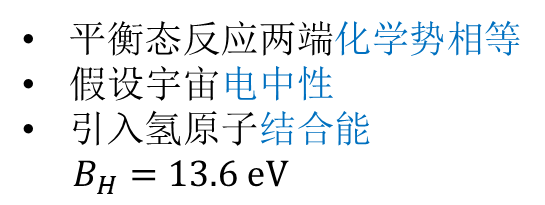 • 平衡态反应两端化学势相等
• 假设宇宙电中性
• 引入氢原子结合能
$B_H = 13.6\ \mathrm{eV}$